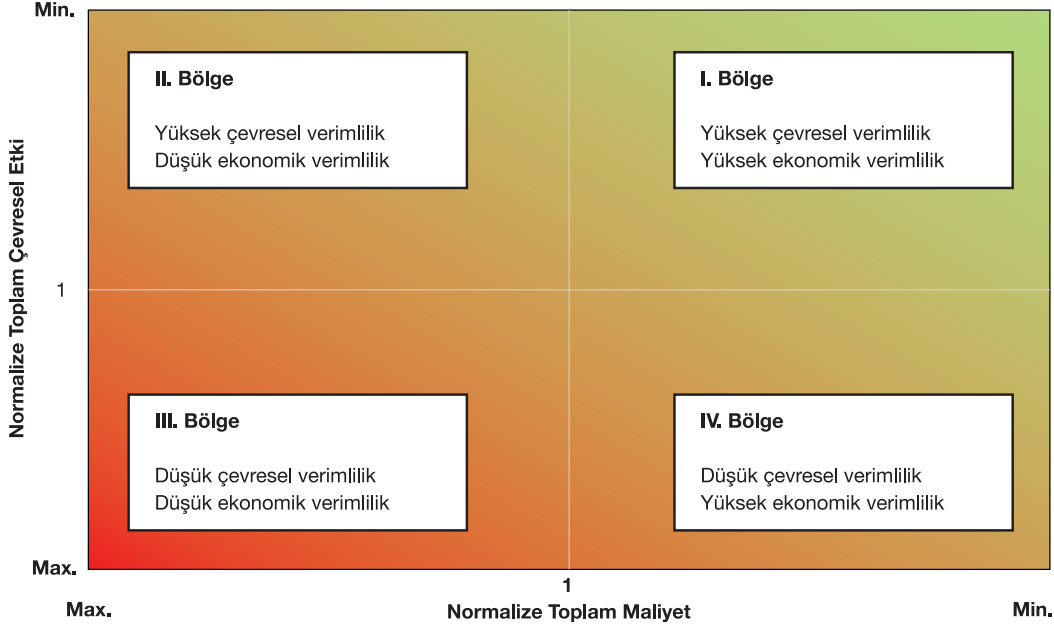 Min.
II. Bölge
Yüksek çevresel verimlilik
Düşük ekonomik verimlilik
I. Bölge
Yüksek çevresel verimlilik
Yüksek ekonomik verimlilik
Normalize Toplam Çevresel Etki
1
III. Bölge
Düşük çevresel verimlilik
Düşük ekonomik verimlilik
IV. Bölge
Düşük çevresel verimlilik
Yüksek ekonomik verimlilik
Max.
1
Max.
Normalize Toplam Maliyet
Min.